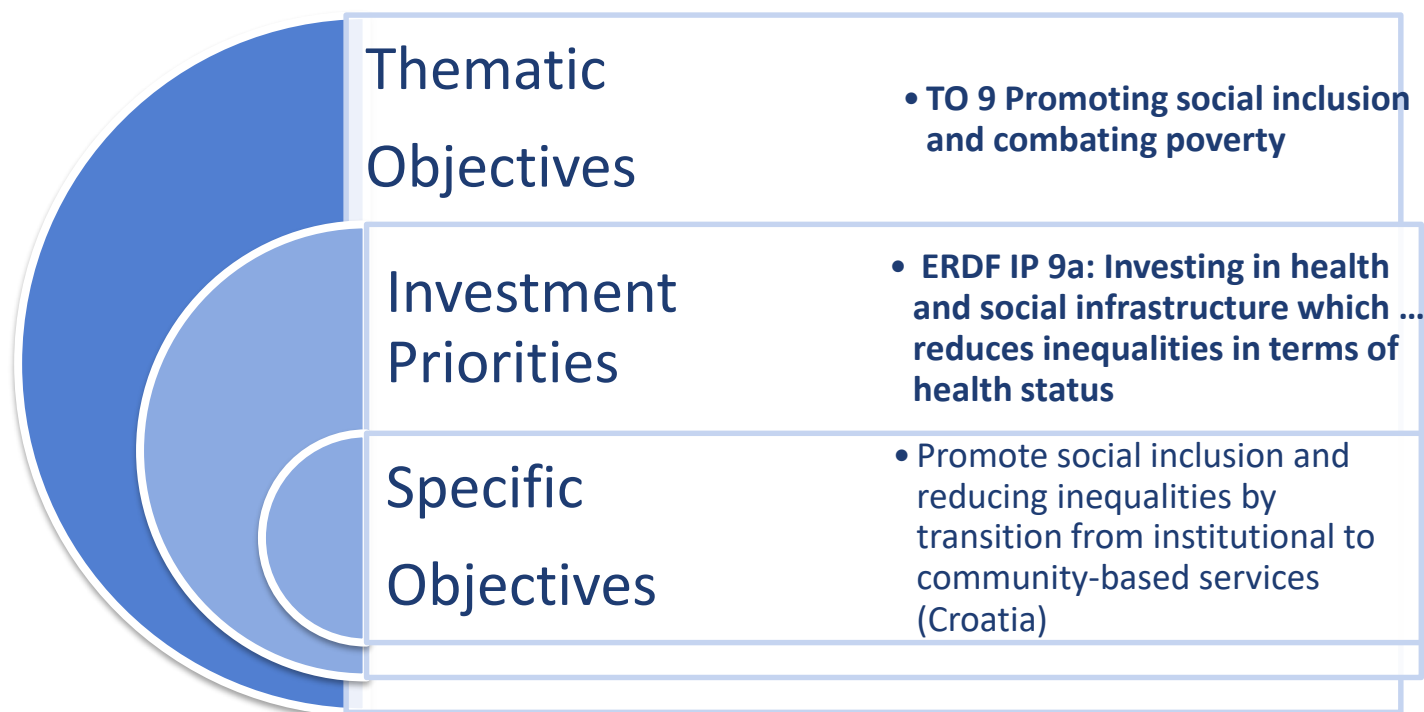 Thematic
Objectives
• TO 9 Promoting social inclusion
and combating poverty
Investment
Priorities
• ERDF IP 9a: Investing in health
and social infrastructure which …
reduces inequalities in terms of
health status
Specific
Objectives
• Promote social inclusion and
reducing inequalities by
transition from institutional to
community-based services
(Croatia)